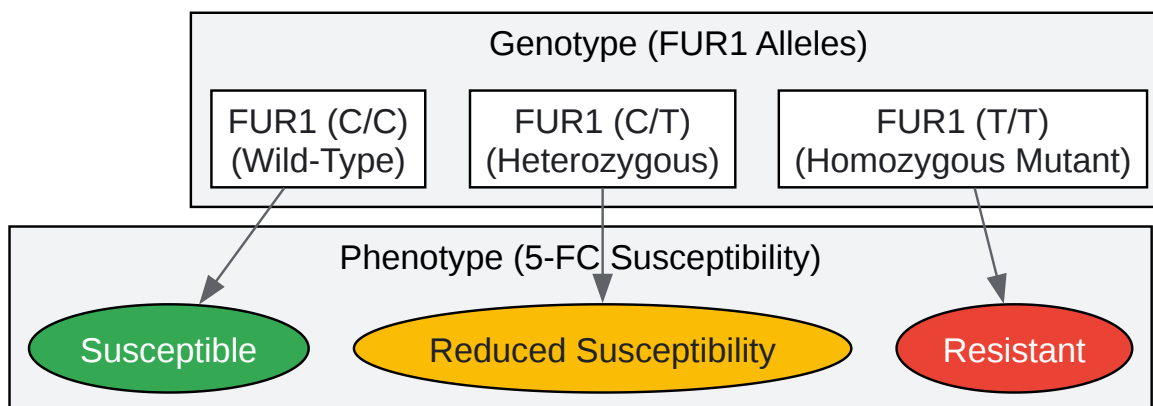 Genotype (FUR1 Alleles)
FUR1 (C/C)
(Wild-Type)
FUR1 (C/T)
(Heterozygous)
FUR1 (T/T)
(Homozygous Mutant)
Phenotype (5-FC Susceptibility)
Susceptible
Reduced Susceptibility
Resistant